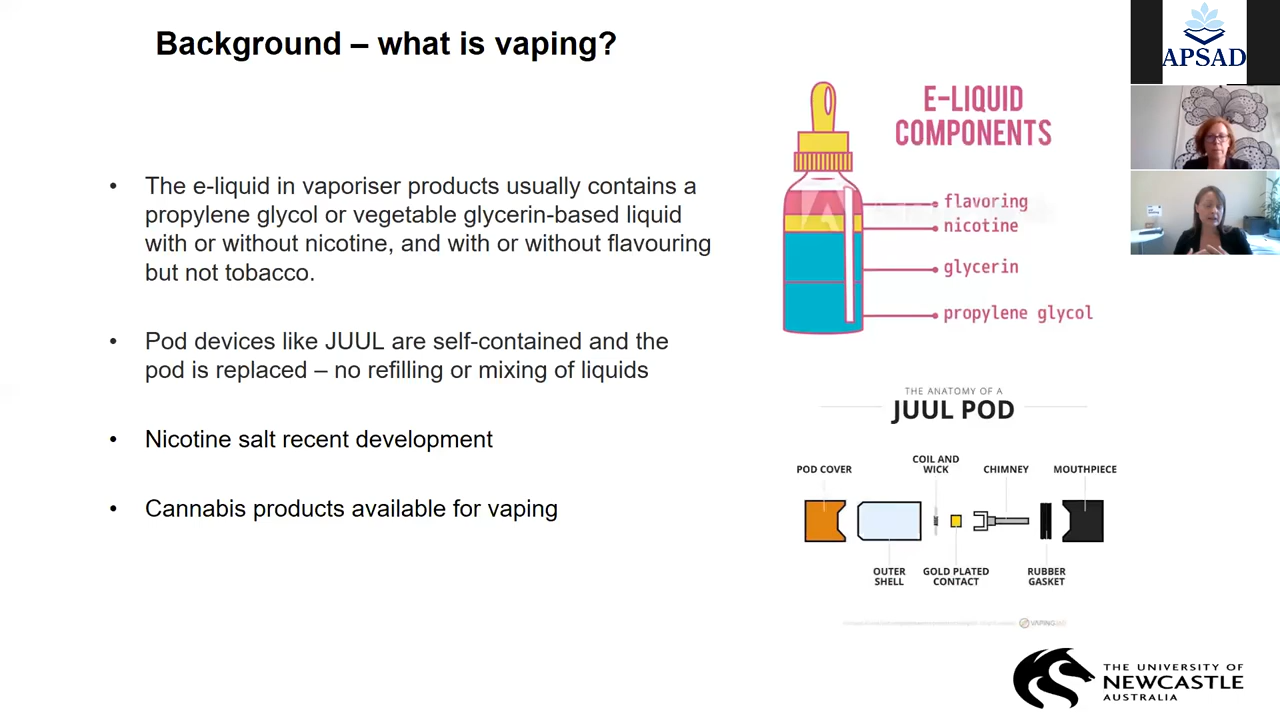 Background – what is vaping?
APSAD
• The e-liquid in vaporiser products usually contains a
propylene glycol or vegetable glycerin-based liquid
with or without nicotine, and with or without flavouring
but not tobacco.
• Pod devices like JUUL are self-contained and the
pod is replaced – no refilling or mixing of liquids
• Nicotine salt recent development
• Cannabis products available for vaping
E-LIQUID
COMPONENTS
flavoring
nicotine
glycerin
propylene glycol
THE ANATOMY OF A
JUUL POD
POD COVER
COIL AND
WICK
CHIMNEY
MOUTHPIECE
OUTER
SHELL
GOLD PLATED
CONTACT
RUBBER
GASKET
THE UNIVERSITY OF
NEWCASTLE
AUSTRALIA